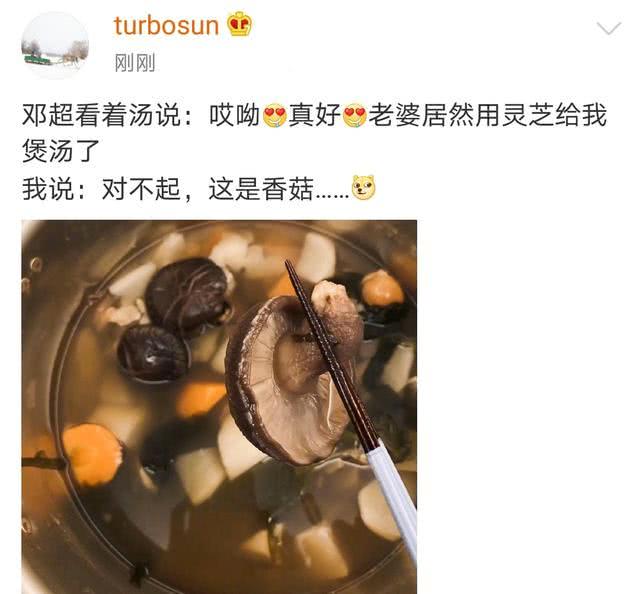 turbosun
刚刚
邓超看着汤说：哎呦😍真好😍老婆居然用灵芝给我
煲汤了
我说：对不起，这是香菇……